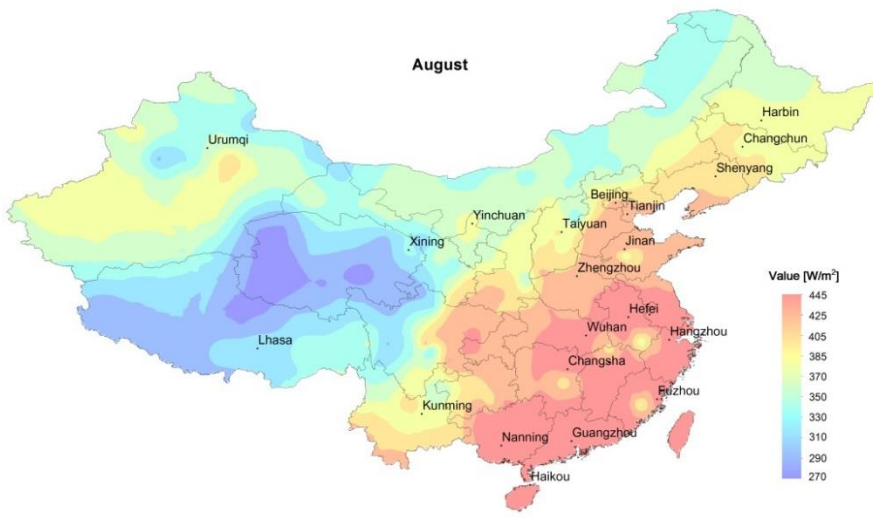 August
Harbin
Urumqi
Changchun
Shenyang
Beijing
Tianjin
Yinchuan
Taiyuan
Xining
Jinan
Zhengzhou
Value [W/m²]
445
425
405
385
370
350
330
310
290
270
Hefei
Wuhan
Hangzhou
Lhasa
Changsha
Fuzhou
Kunming
Nanning
Guangzhou
Haikou